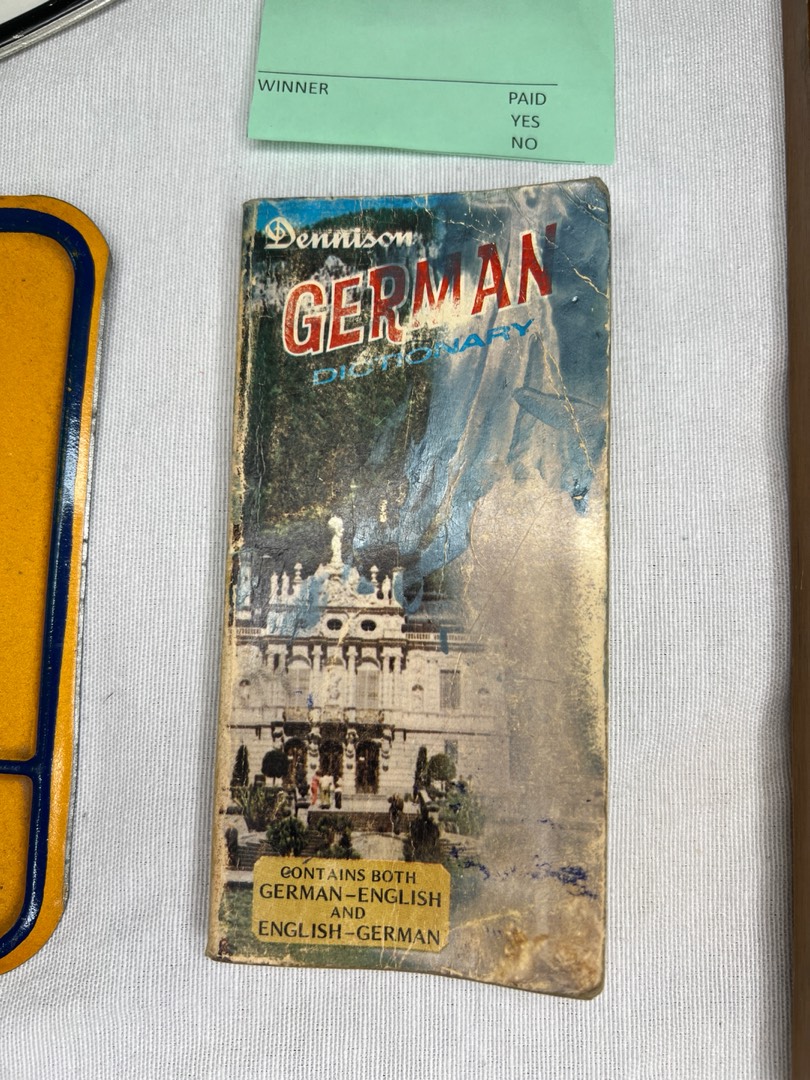 WINNER
PAID
YES
NO
Dennison
GERMAN
DICTIONARY
CONTAINS BOTH
GERMAN–ENGLISH
AND
ENGLISH–GERMAN